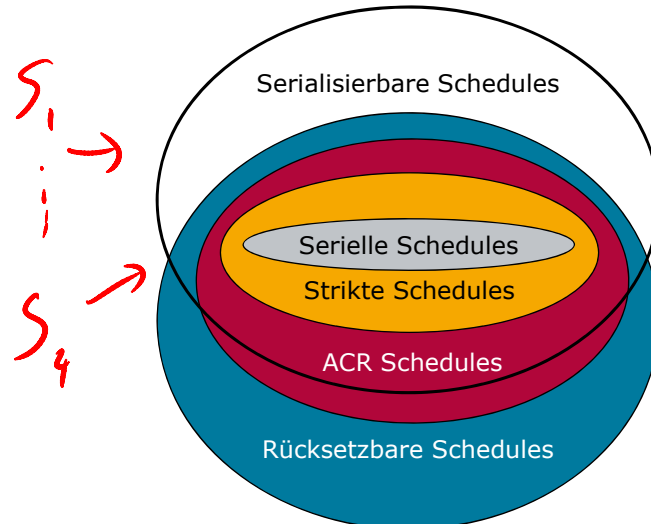 Serialisierbare Schedules
S1
Serielle Schedules
Strikte Schedules
S4
ACR Schedules
Rücksetzbare Schedules